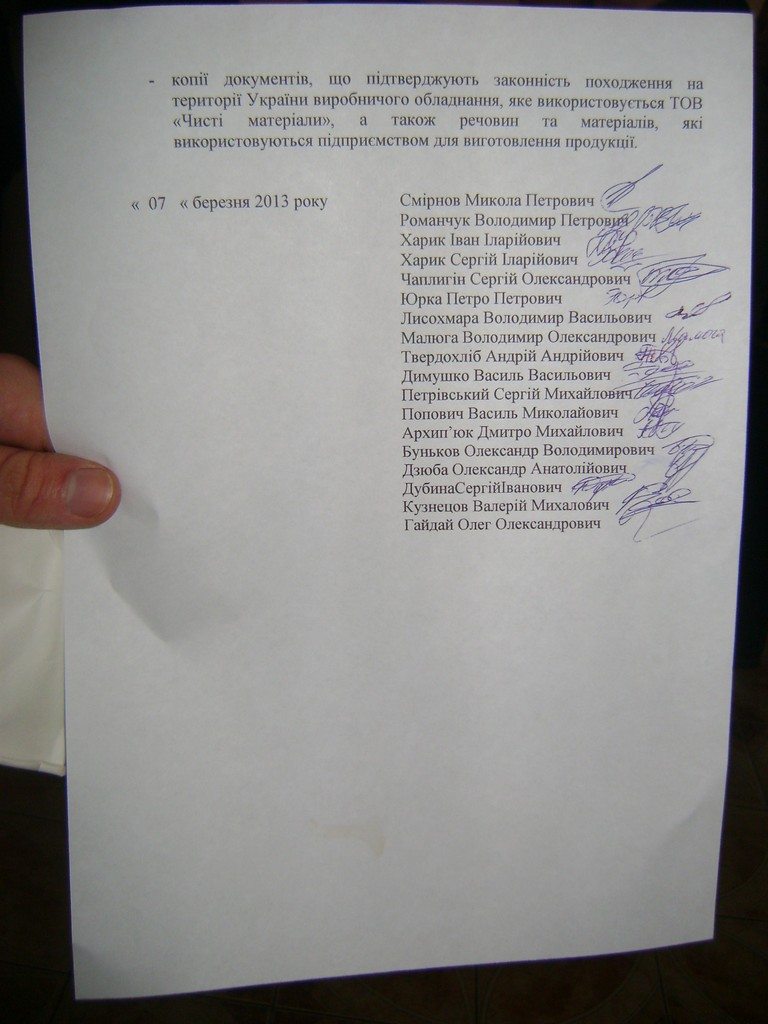 - копії документів, що підтверджують законність походження на
території України виробничого обладнання, яке використовується ТОВ
«Чисті матеріали», а також речовин та матеріалів, які
використовуються підприємством для виготовлення продукції.
« 07 « березня 2013 року
Смірнов Микола Петрович
Романчук Володимир Петрович
Харик Іван Іларійович
Харик Сергій Іларійович
Чаплигін Сергій Олександрович
Юрка Петро Петрович
Лисохмара Володимир Васильович
Малюга Володимир Олександрович
Твердохліб Андрій Андрійович
Димушко Василь Васильович
Петрівський Сергій Михайлович
Попович Василь Миколайович
Архип’юк Дмитро Михайлович
Буньков Олександр Володимирович
Дзюба Олександр Анатолійович
ДубинаСергійІванович
Кузнецов Валерій Михалович
Гайдай Олег Олександрович